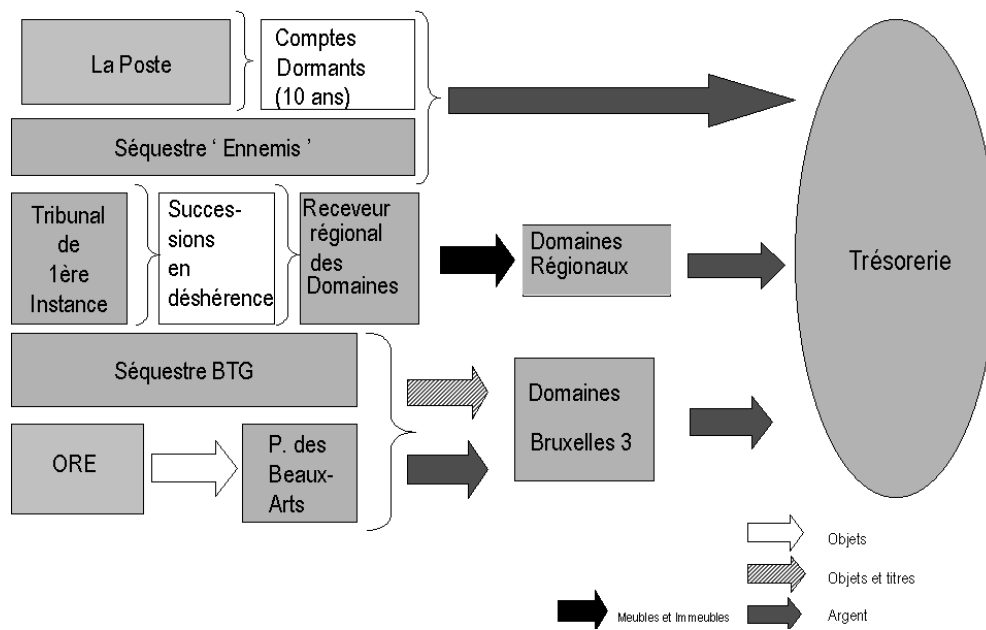 La Poste
Comptes
Dormants
(10 ans)
Séquestre ‘ Ennemis ’
Tribunal
de
1ère
Instance
Succes-
sions
en
déshérence
Receveur
régional
des
Domaines
Domaines
Régionaux
Trésorerie
Séquestre BTG
ORE
P. des
Beaux-
Arts
Domaines
Bruxelles 3
Objets
Objets et titres
Meubles et Immeubles
Argent